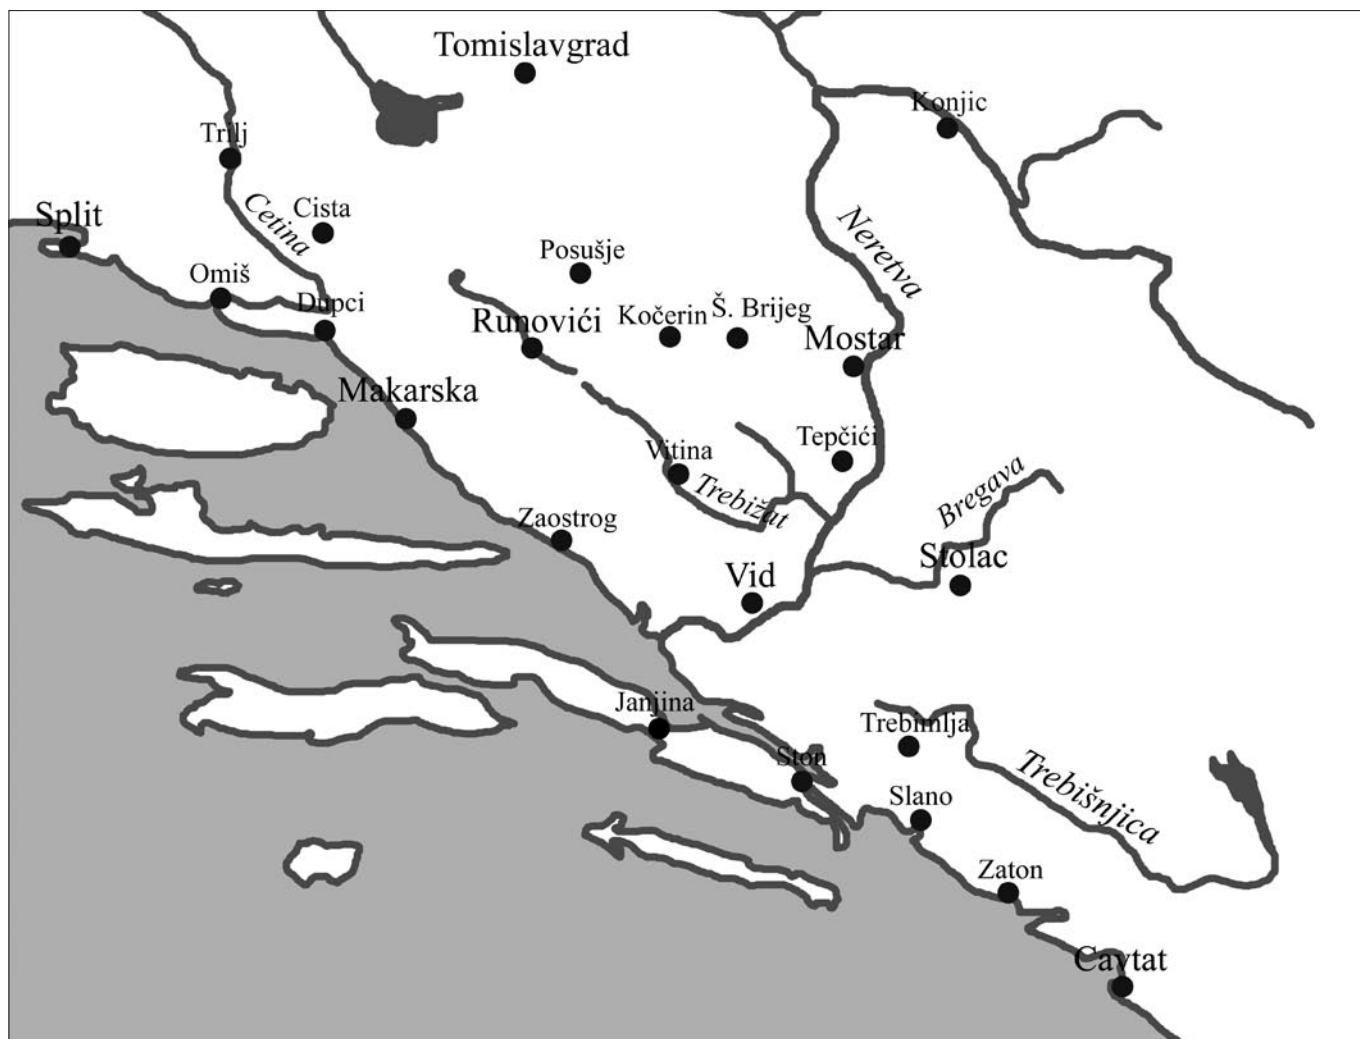 Tomislavgrad
Konjic
Trilj
Cetina
Cista
Split
Neretva
Posušje
Omiš
Dupci
Runovići
Kočerin
Š. Brijeg
Mostar
Makarska
Tepčići
Vitina
Trebižat
Bregava
Zaostrog
Stolac
Vid
Janjina
Trebimlja
Ston
Trebišnjica
Slano
Zaton
Cavtat